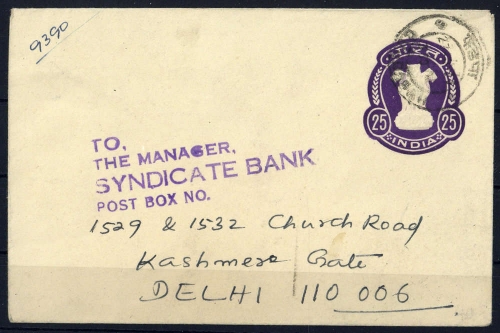 9390
भारत
25 25
INDIA
TO,
THE MANAGER,
SYNDICATE BANK
POST BOX NO.
1529 & 1532 Church Road
Kashmere Gate
DELHI 110 006